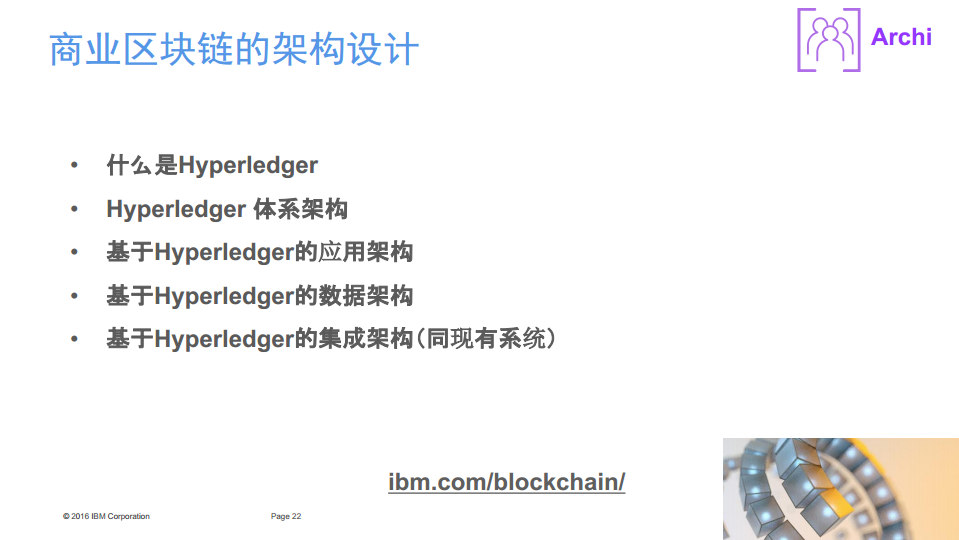 商业区块链的架构设计
Archi
• 什么是Hyperledger
• Hyperledger 体系架构
• 基于Hyperledger的应用架构
• 基于Hyperledger的数据架构
• 基于Hyperledger的集成架构(同现有系统)
ibm.com/blockchain/
© 2016 IBM Corporation
Page 22